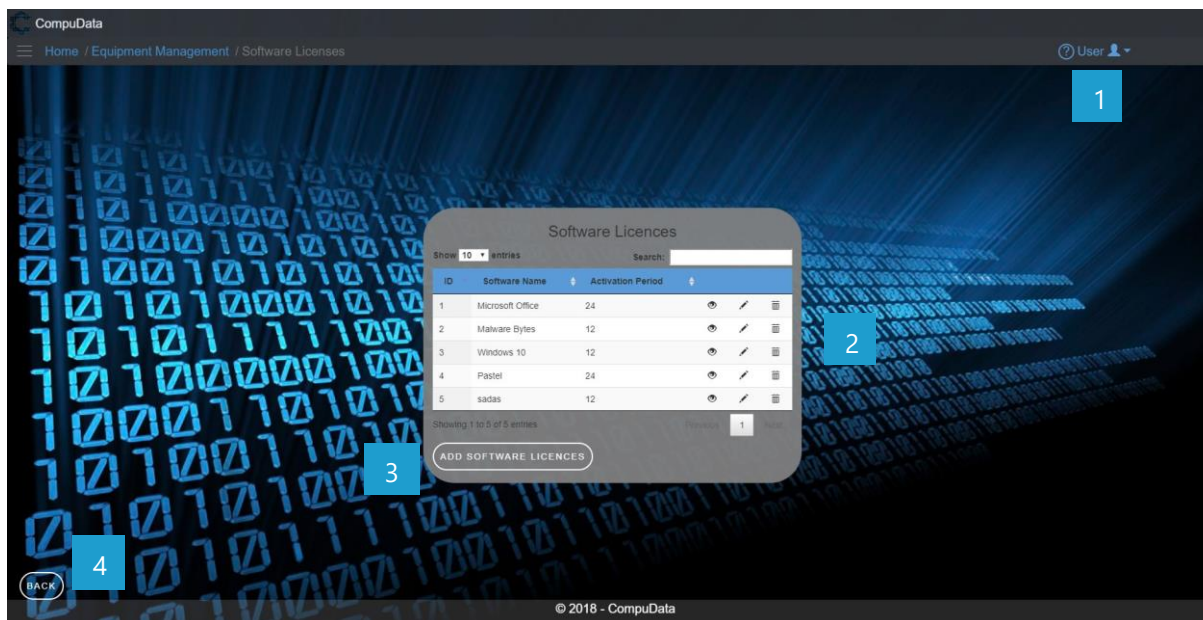 CompuData
Home / Equipment Management / Software Licenses
User
1
Software Licences
Show 10 entries
Search:
ID Software Name Activation Period
1 Microsoft Office 24
2 Malware Bytes 12
3 Windows 10 12
4 Pastel 24
5 sadas 12
2
Showing 1 to 5 of 5 entries
Previous 1 Next
ADD SOFTWARE LICENCES
3
4
BACK
© 2018 - CompuData